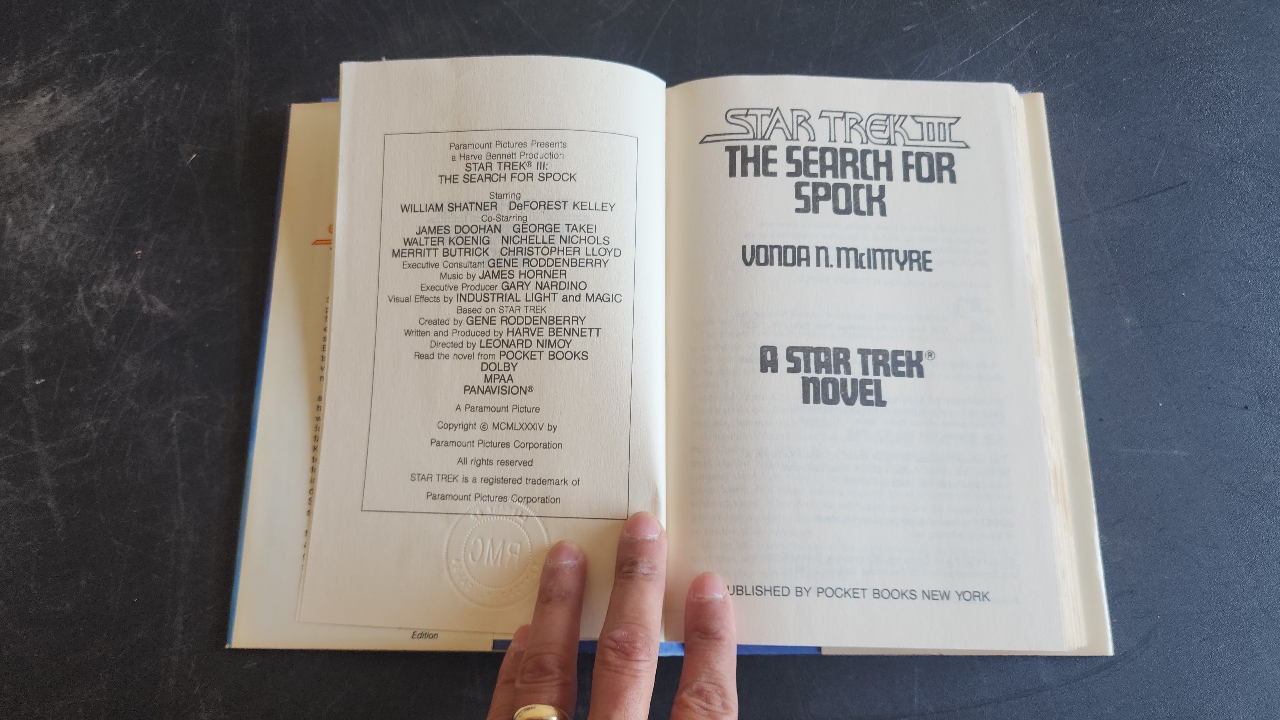 Paramount Pictures Presents
a Harve Bennett Production
STAR TREK® III:
THE SEARCH FOR SPOCK
Starring
WILLIAM SHATNER DeFOREST KELLEY
Co-Starring
JAMES DOOHAN GEORGE TAKEI
WALTER KOENIG NICHELLE NICHOLS
MERRITT BUTRICK CHRISTOPHER LLOYD
Executive Consultant GENE RODDENBERRY
Music by JAMES HORNER
Executive Producer GARY NARDINO
Visual Effects by INDUSTRIAL LIGHT and MAGIC
Based on STAR TREK
Created by GENE RODDENBERRY
Written and Produced by HARVE BENNETT
Directed by LEONARD NIMOY
Read the novel from POCKET BOOKS
DOLBY
MPAA
PANAVISION®
A Paramount Picture
Copyright © MCMLXXXIV by
Paramount Pictures Corporation
All rights reserved
STAR TREK is a registered trademark of
Paramount Pictures Corporation
RMC
Edition
STAR TREK III
THE SEARCH FOR
SPOCK
VONDA N. McINTYRE
A STAR TREK®
NOVEL
UBLISHED BY POCKET BOOKS NEW YORK